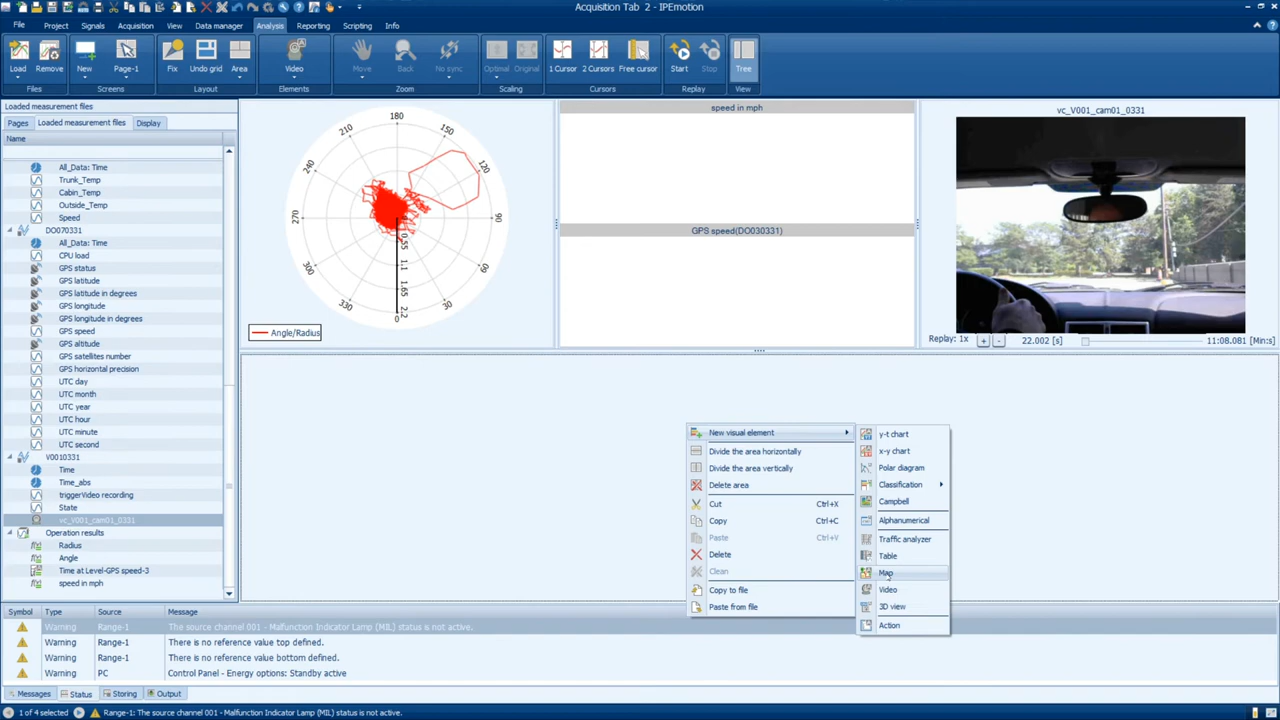 Acquisition Tab 2 - IPEmotion
File
Project
Signals
Acquisition
View
Data manager
Analysis
Reporting
Scripting
Info
Load
Remove
New
Page-1
Fix
Undo grid
Area
Video
Move
Back
No sync
Optimal
Original
1 Cursor
2 Cursors
Free cursor
Start
Stop
Tree
Files
Screens
Layout
Elements
Zoom
Scaling
Cursors
Replay
View
Loaded measurement files
Pages
Loaded measurement files
Display
Name
All_Data: Time
Trunk_Temp
Cabin_Temp
Outside_Temp
Speed
DO070331
All_Data: Time
CPU load
GPS status
GPS latitude
GPS latitude in degrees
GPS longitude
GPS longitude in degrees
GPS speed
GPS altitude
GPS satellites number
GPS horizontal precision
UTC day
UTC month
UTC year
UTC hour
UTC minute
UTC second
V0010331
Time
Time_abs
triggerVideo recording
State
vc_V001_cam01_0331
Operation results
Radius
Angle
Time at Level-GPS speed-3
speed in mph
180
210
150
240
120
270
90
300
60
330
30
0
0.55
1.1
1.65
2.2
Angle/Radius
speed in mph
GPS speed(DO030331)
vc_V001_cam01_0331
Replay: 1x
+
-
22.002 [s]
11:08.081 [Min:s]
New visual element
Divide the area horizontally
Divide the area vertically
Delete area
Cut Ctrl+X
Copy Ctrl+C
Paste Ctrl+V
Delete
Clean
Copy to file
Paste from file
y-t chart
x-y chart
Polar diagram
Classification
Campbell
Alphanumerical
Traffic analyzer
Table
Map
Video
3D view
Action
Symbol Type Source Message
Warning Range-1 The source channel 001 - Malfunction Indicator Lamp (MIL) status is not active.
Warning Range-1 There is no reference value top defined.
Warning Range-1 There is no reference value bottom defined.
Warning PC Control Panel - Energy options: Standby active
Messages
Status
Storing
Output
1 of 4 selected
Range-1: The source channel 001 - Malfunction Indicator Lamp (MIL) status is not active.